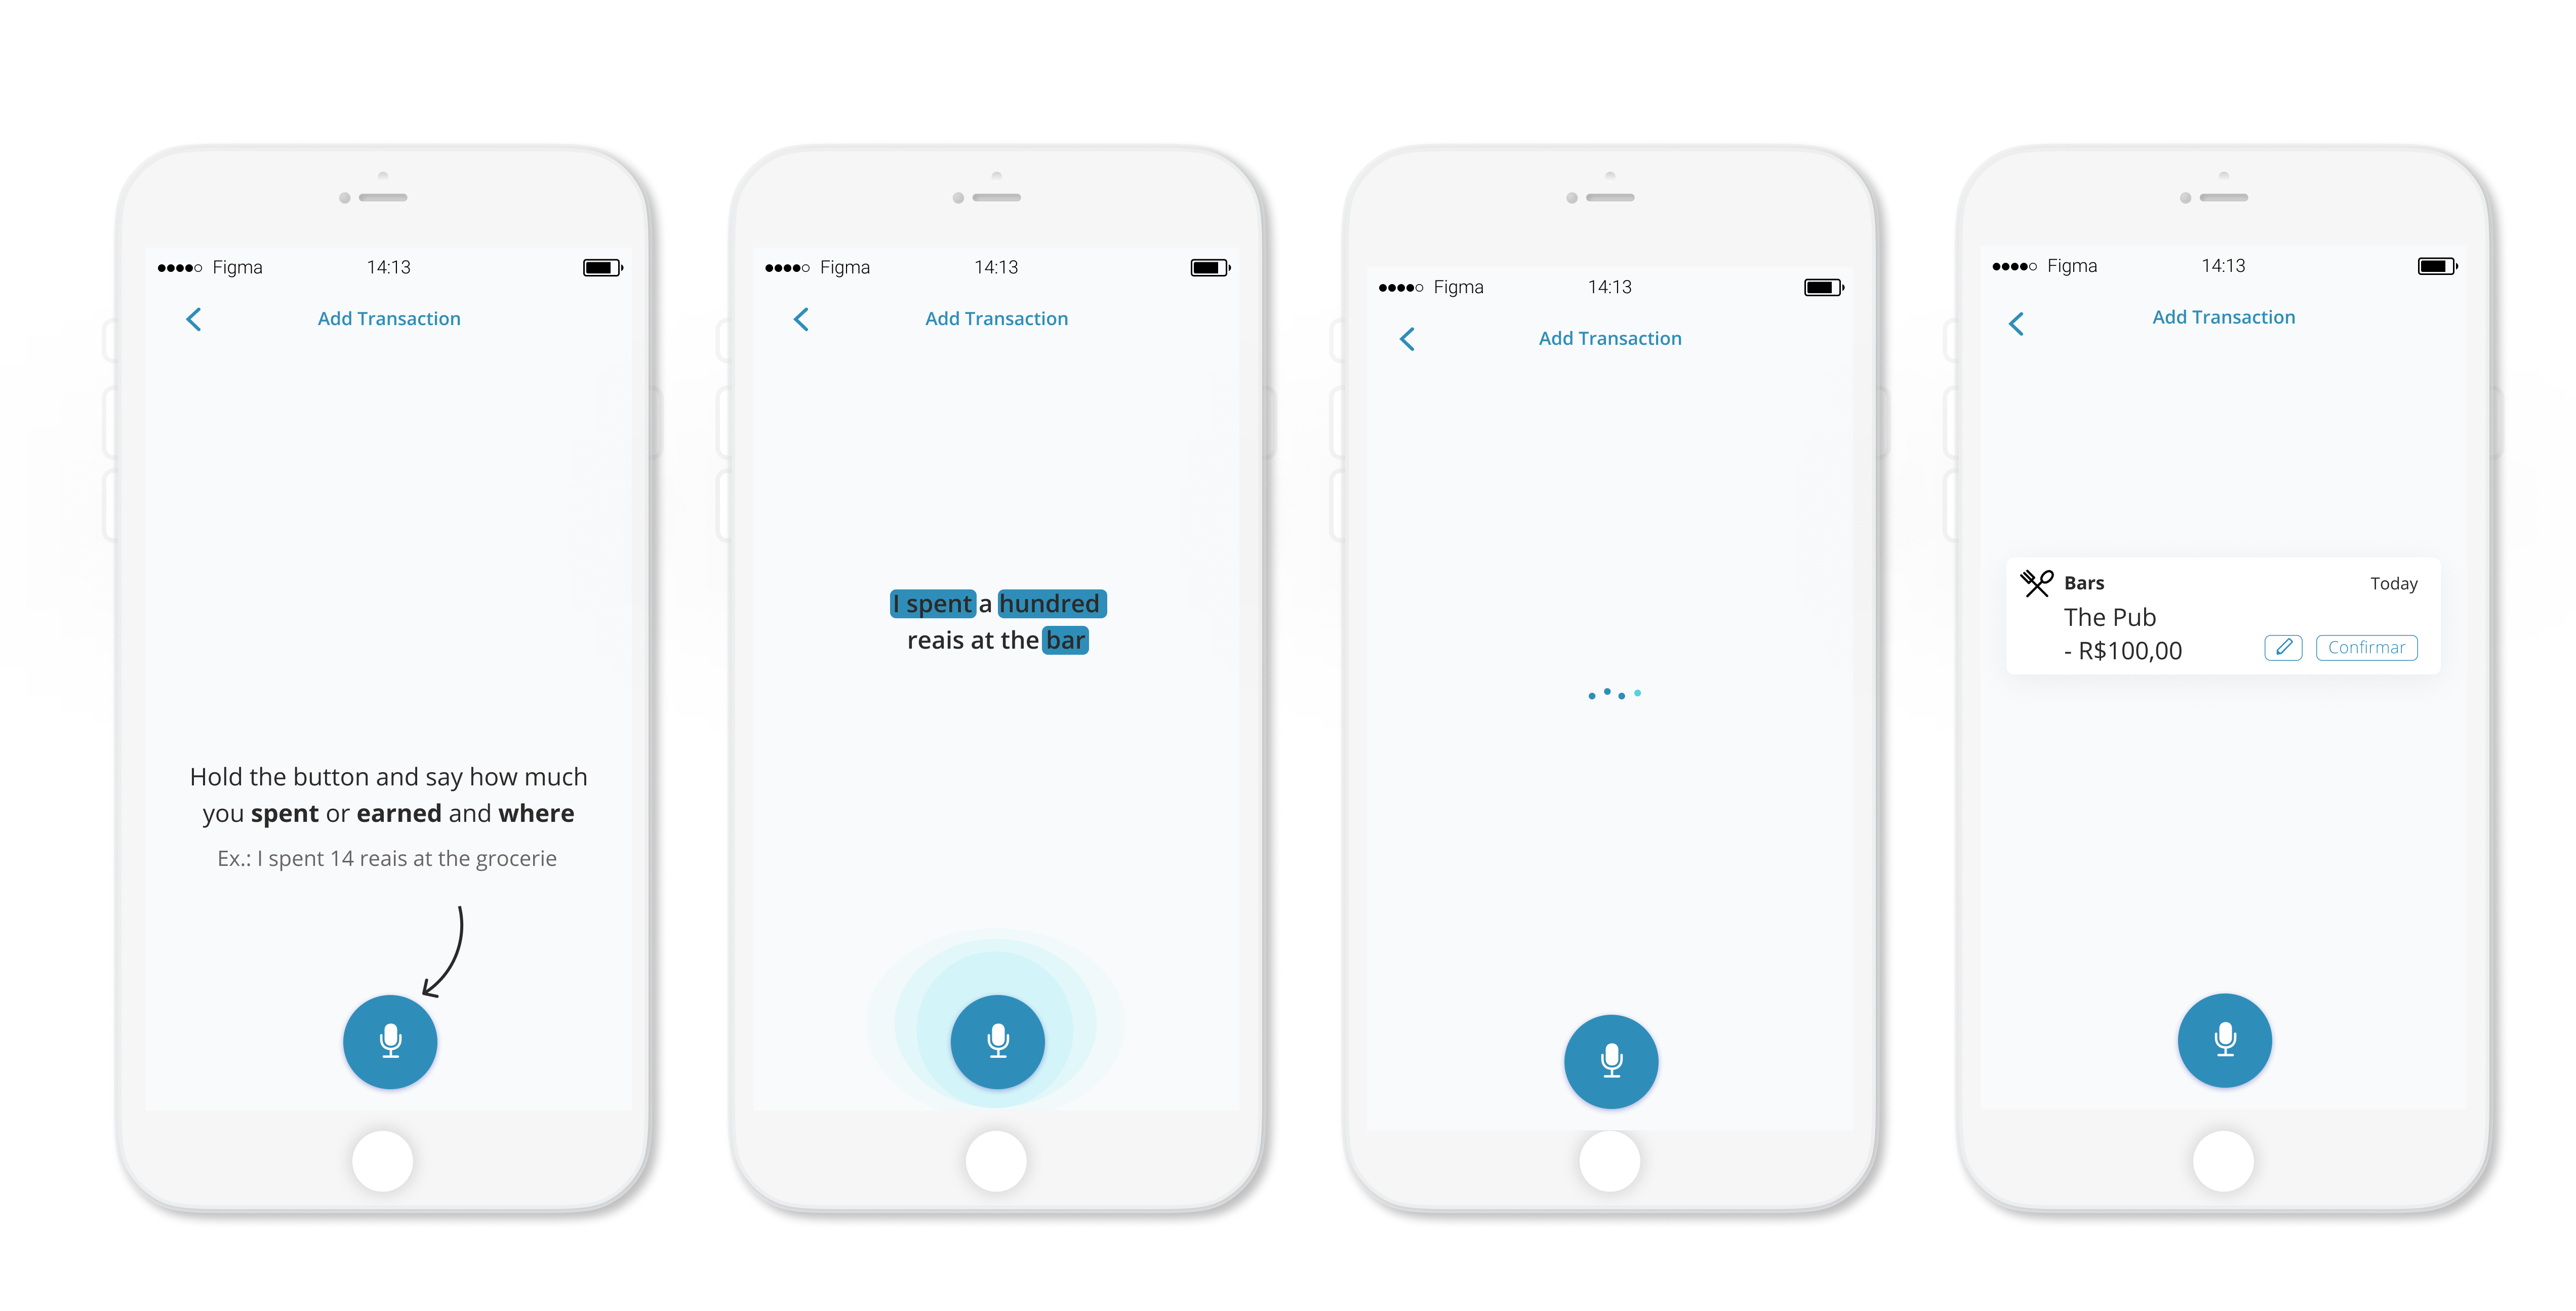 Figma 14:13
Add Transaction
Hold the button and say how much
you spent or earned and where
Ex.: I spent 14 reais at the grocerie
Figma 14:13
Add Transaction
I spent a hundred
reais at the bar
Figma 14:13
Add Transaction
Figma 14:13
Add Transaction
Bars Today
The Pub
- R$100,00 Confirmar